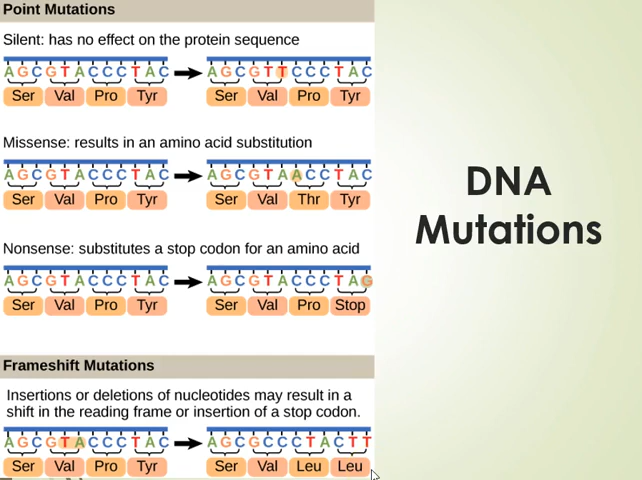 Point Mutations
Silent: has no effect on the protein sequence
AGCGTACCCTAC AGCGTTCCCTAC
Ser Val Pro Tyr Ser Val Pro Tyr
Missense: results in an amino acid substitution
AGCGTACCCTAC AGCGTAACCTAC
Ser Val Pro Tyr Ser Val Thr Tyr
Nonsense: substitutes a stop codon for an amino acid
AGCGTACCCTAC AGCGTACCCTAG
Ser Val Pro Tyr Ser Val Pro Stop
Frameshift Mutations
Insertions or deletions of nucleotides may result in a
shift in the reading frame or insertion of a stop codon.
AGCGTACCCTAC AGCGCCCTACTT
Ser Val Pro Tyr Ser Val Leu Leu
DNA
Mutations